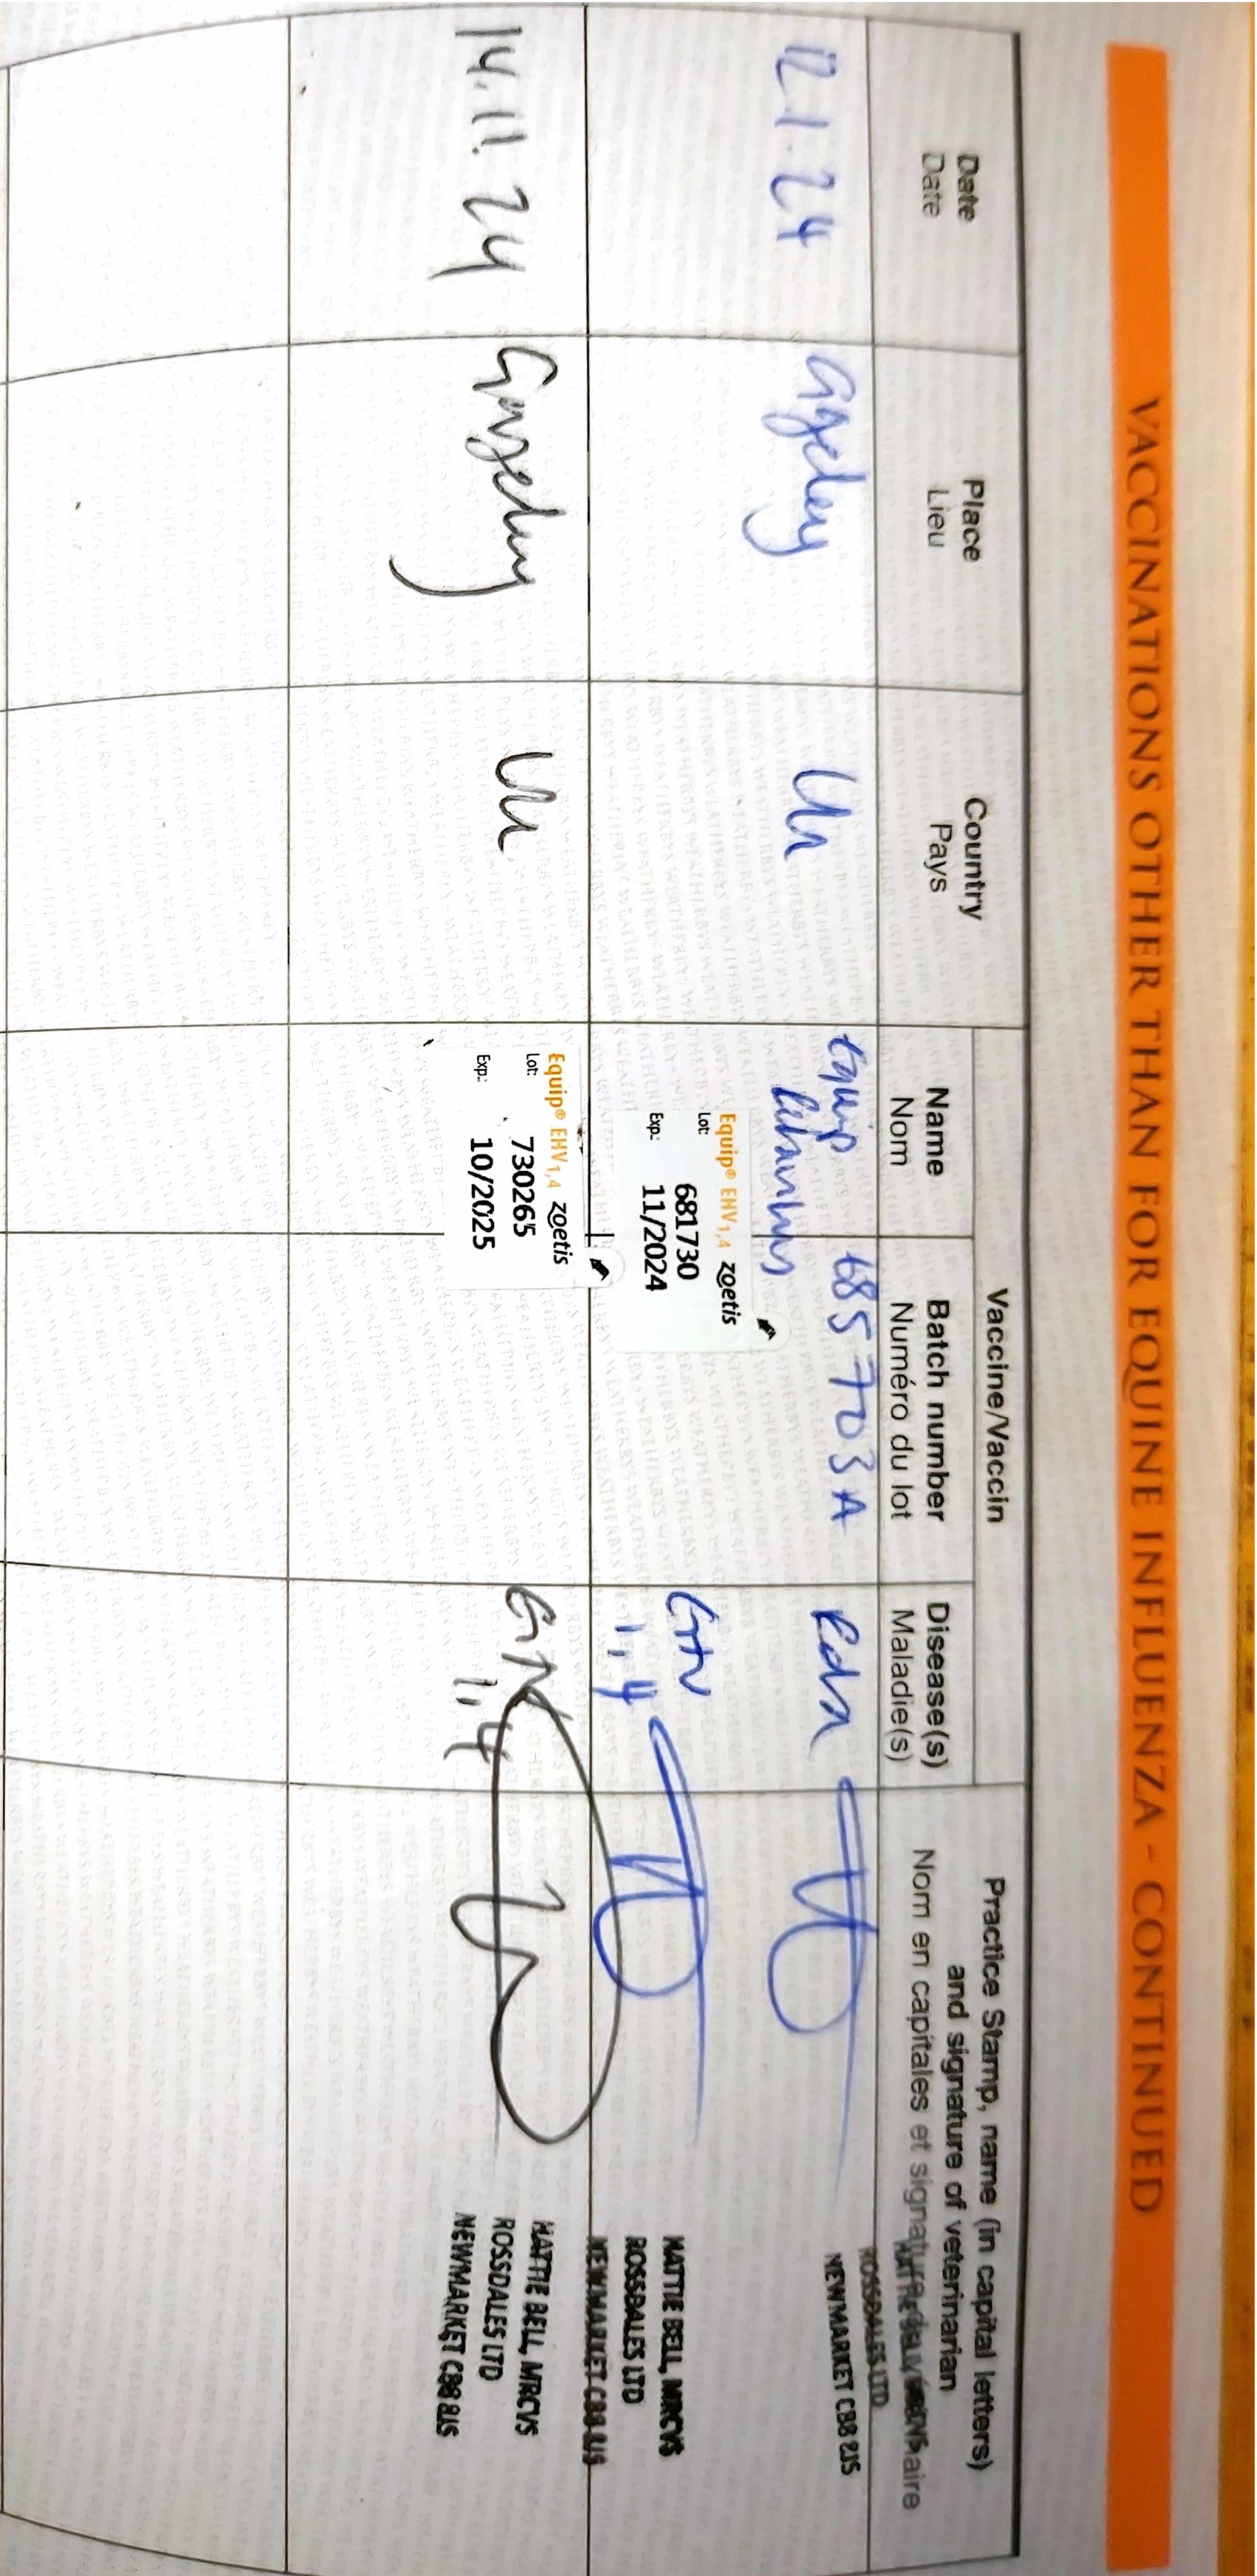 VACCINATIONS OTHER THAN FOR EQUINE INFLUENZA - CONTINUED
Date
Date
Place
Lieu
Country
Pays
Vaccine/Vaccin
Name
Nom
Batch number
Numéro du lot
Disease(s)
Maladie(s)
Practice Stamp, name (in capital letters)
and signature of veterinarian
Nom en capitales et signature du vétérinaire
12.1.24
UK
Equip
Rotavirus
685703A
Rota
ROSSDALES LTD
NEWMARKET CB8 8JS
Equip® EHV1,4 zoetis
Lot: 681730
Exp.: 11/2024
EHV
1,4
HATTIE BELL, MRCVS
ROSSDALES LTD
NEWMARKET CB8 8JS
14.11.24
Gazeley
UK
Equip® EHV1,4 zoetis
Lot: 730265
Exp.: 10/2025
EHV
1,4
HATTIE BELL, MRCVS
ROSSDALES LTD
NEWMARKET CB8 8JS